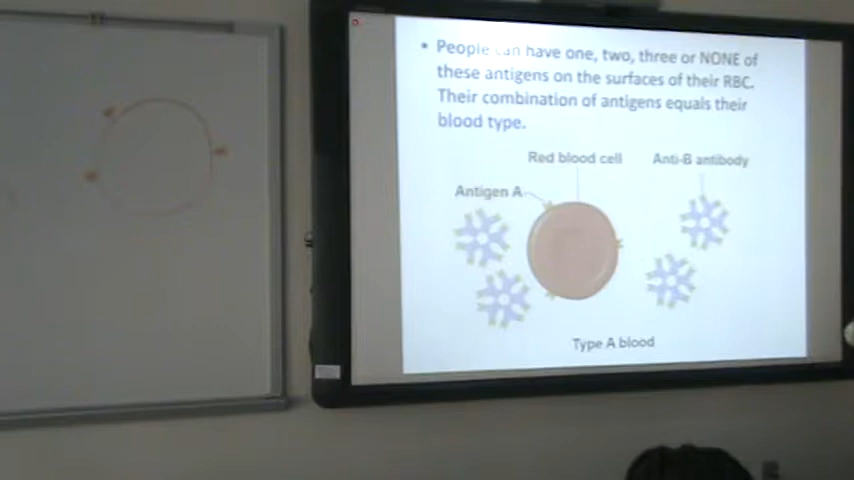 • People can have one, two, three or NONE of
these antigens on the surfaces of their RBC.
Their combination of antigens equals their
blood type.
Red blood cell
Anti-B antibody
Antigen A
Type A blood